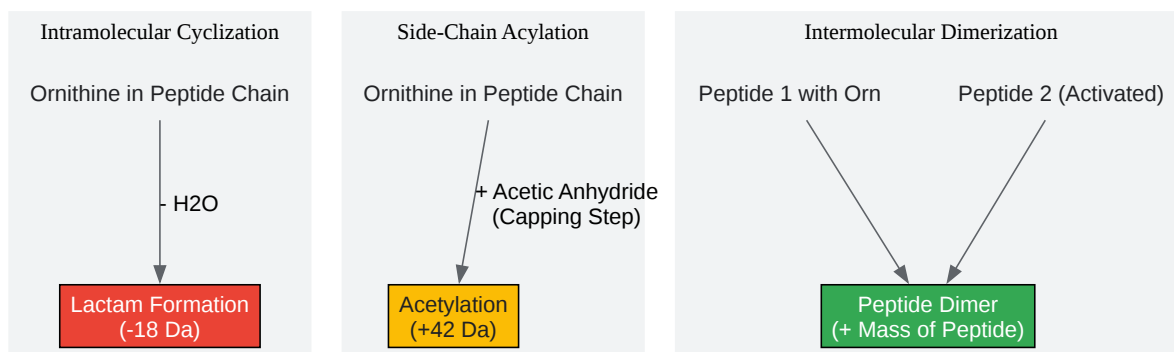 Intramolecular Cyclization
Ornithine in Peptide Chain
- H2O
Lactam Formation
(-18 Da)
Side-Chain Acylation
Ornithine in Peptide Chain
+ Acetic Anhydride
(Capping Step)
Acetylation
(+42 Da)
Intermolecular Dimerization
Peptide 1 with Orn
Peptide 2 (Activated)
Peptide Dimer
(+ Mass of Peptide)